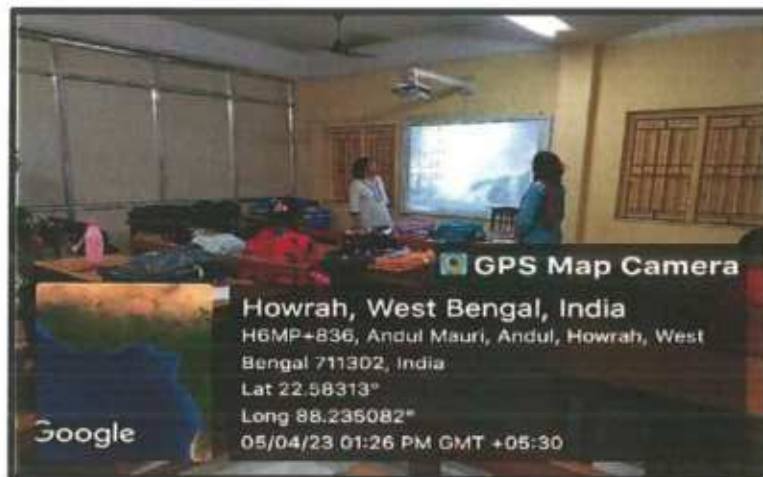 GPS Map Camera
Howrah, West Bengal, India
H6MP+836, Andul Mauri, Andul, Howrah, West
Bengal 711302, India
Lat 22.58313°
Long 88.235082°
05/04/23 01:26 PM GMT +05:30
Google